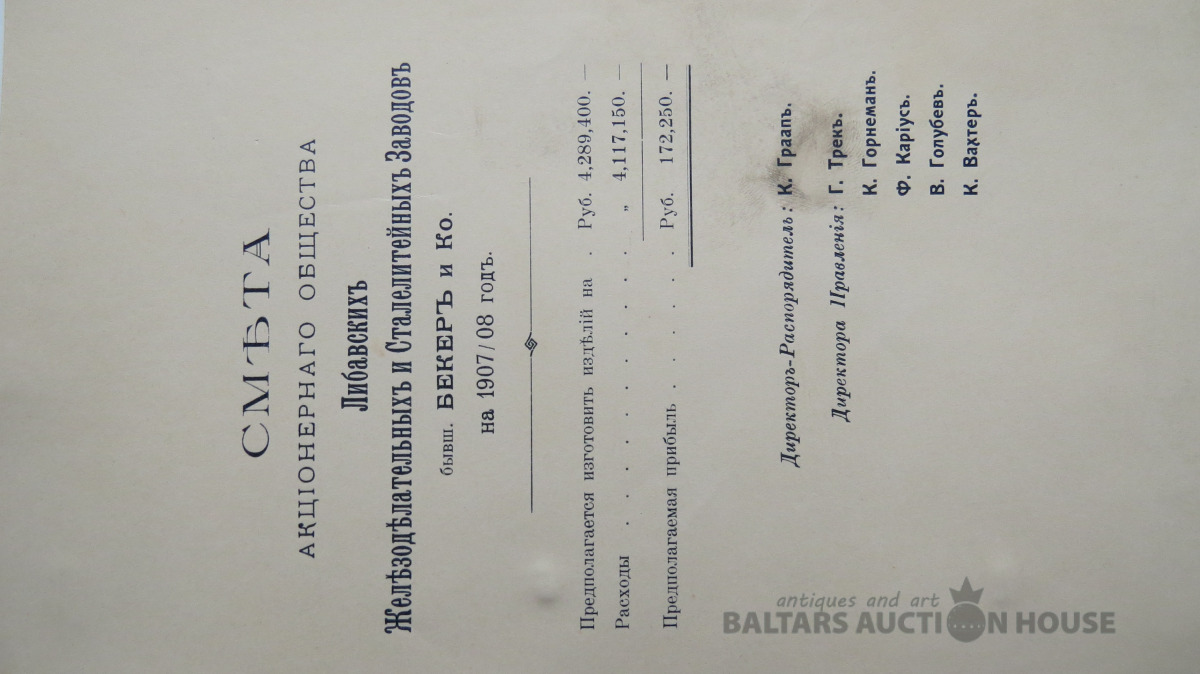 СМѢТА
АКЦІОНЕРНАГО ОБЩЕСТВА
Либавскихъ
Желѣзодѣлательныхъ и Сталелитейныхъ Заводовъ
бывш. БЕКЕРЪ и Ко.
на 1907/08 годъ.
Предполагается изготовить издѣлій на . Руб. 4,289,400. —
Расходы . . . . . . . . . . „ 4,117,150. —
Предполагаемая прибыль . . . . . Руб. 172,250. —
Директоръ-Распорядитель: К. Граапъ.
Директора Правленія: Г. Трекъ.
К. Горнеманъ.
Ф. Каріусъ.
В. Голубевъ.
К. Вахтеръ.
antiques and art
BALTARS AUCTION HOUSE